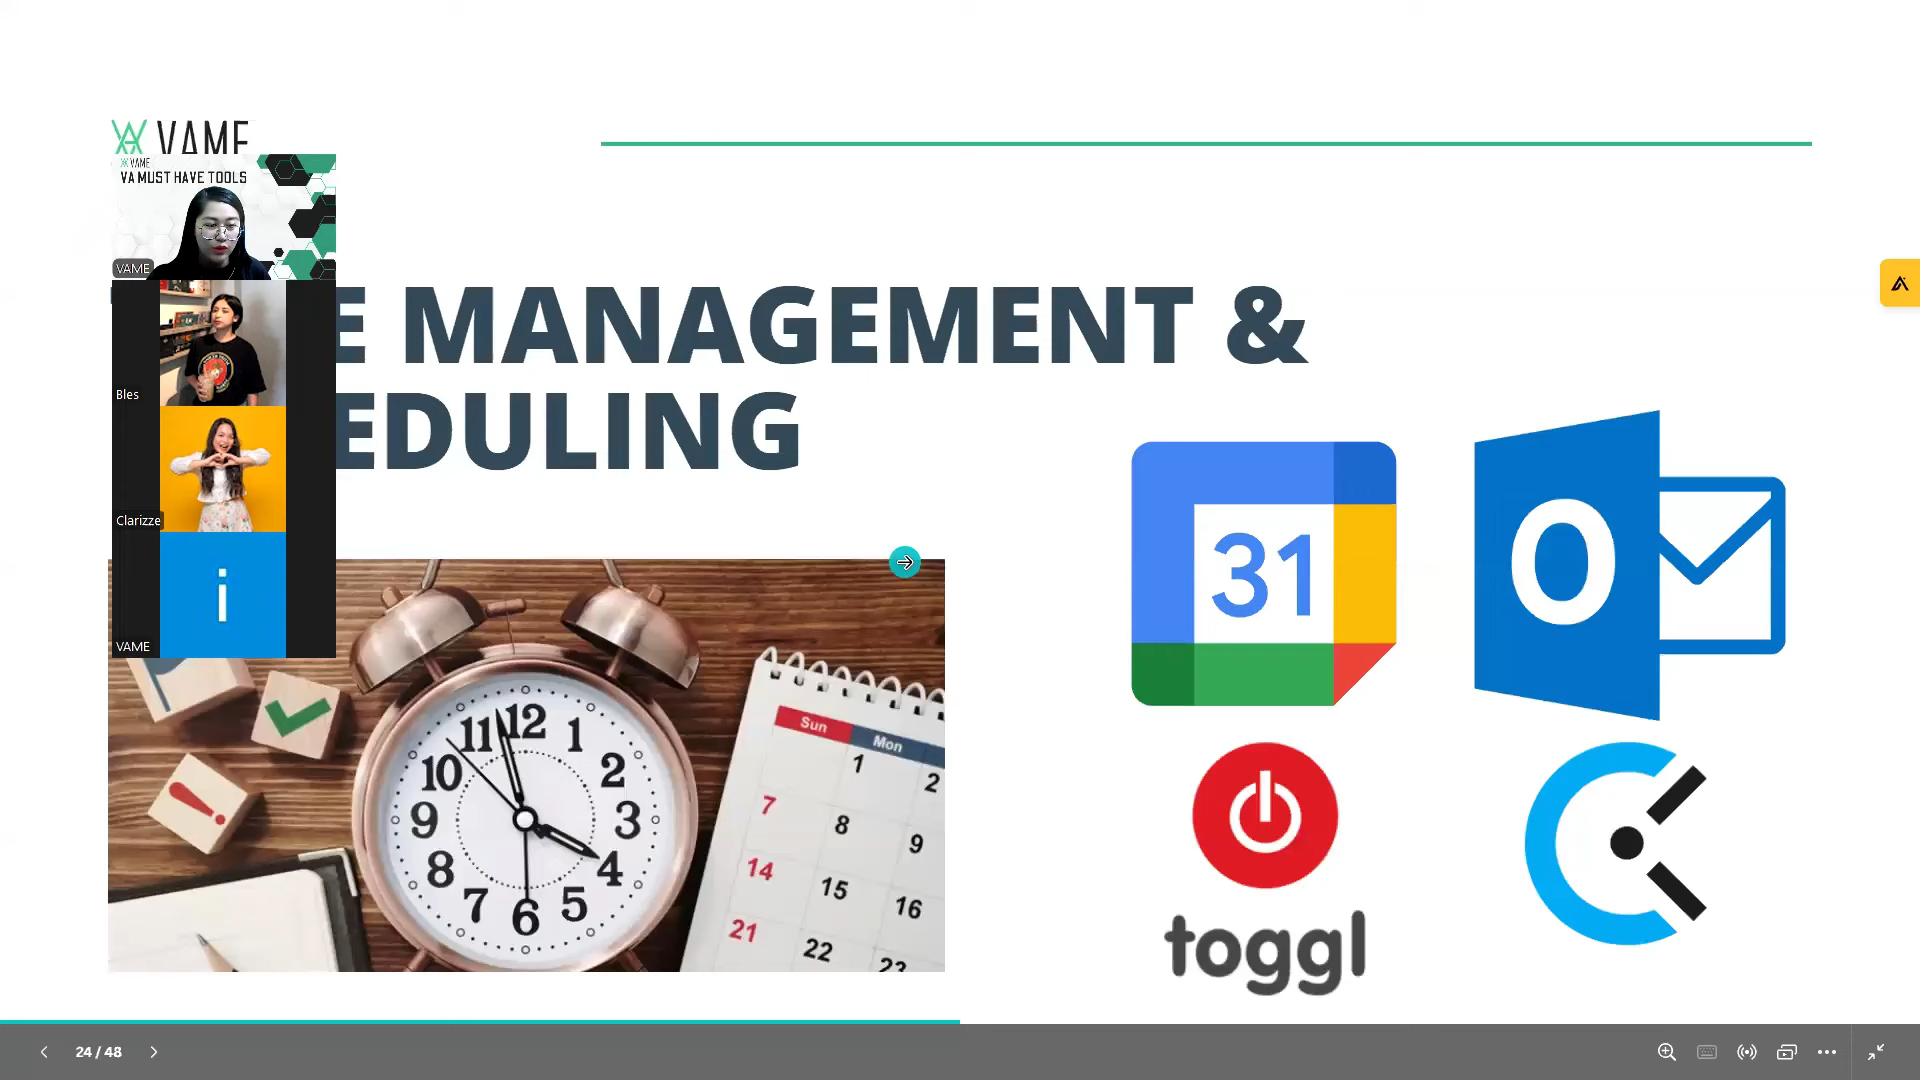 VAME
VAME
VA MUST HAVE TOOLS
VAME
E MANAGEMENT &
EDULING
Bles
Clarizze
i
VAME
31
O
12
1
2
3
4
5
6
7
8
9
10
11
Sun
Mon
1
2
7
8
9
14
15
16
21
22
23
toggl
24 / 48